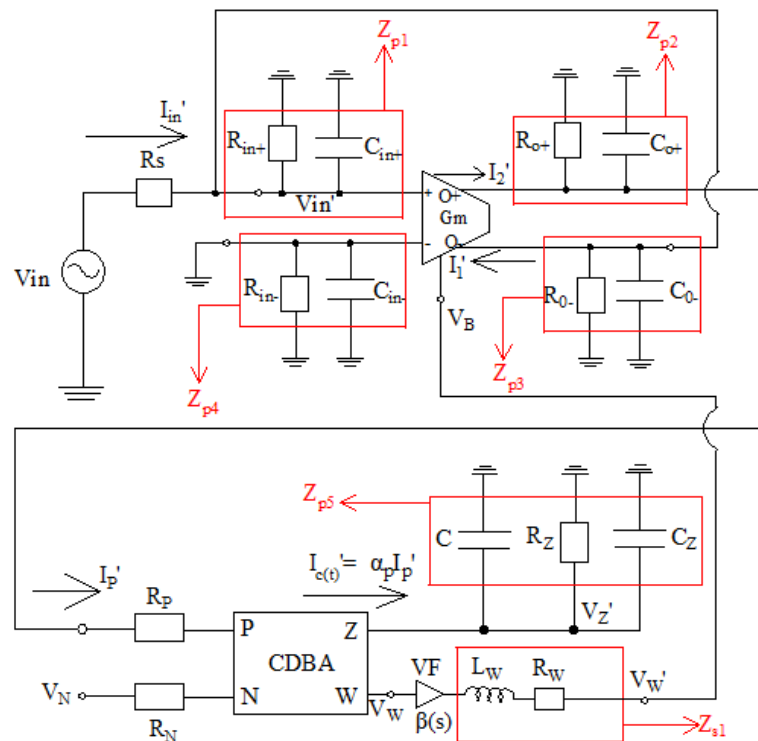 Zp1
Zp2
Iin'
Rin+
Cin+
Ro+
Co+
Rs
+
O+
I2'
Vin'
Gm
-
O-
Vin
Rin-
Cin-
I1'
R0-
C0-
VB
Zp4
Zp3
Zp5
C
RZ
CZ
IP'
Ic(t)'= αpIp'
RP
VZ'
P
Z
CDBA
VF
LW
RW
VW'
VN
N
W
VW
RN
β(s)
Zs1